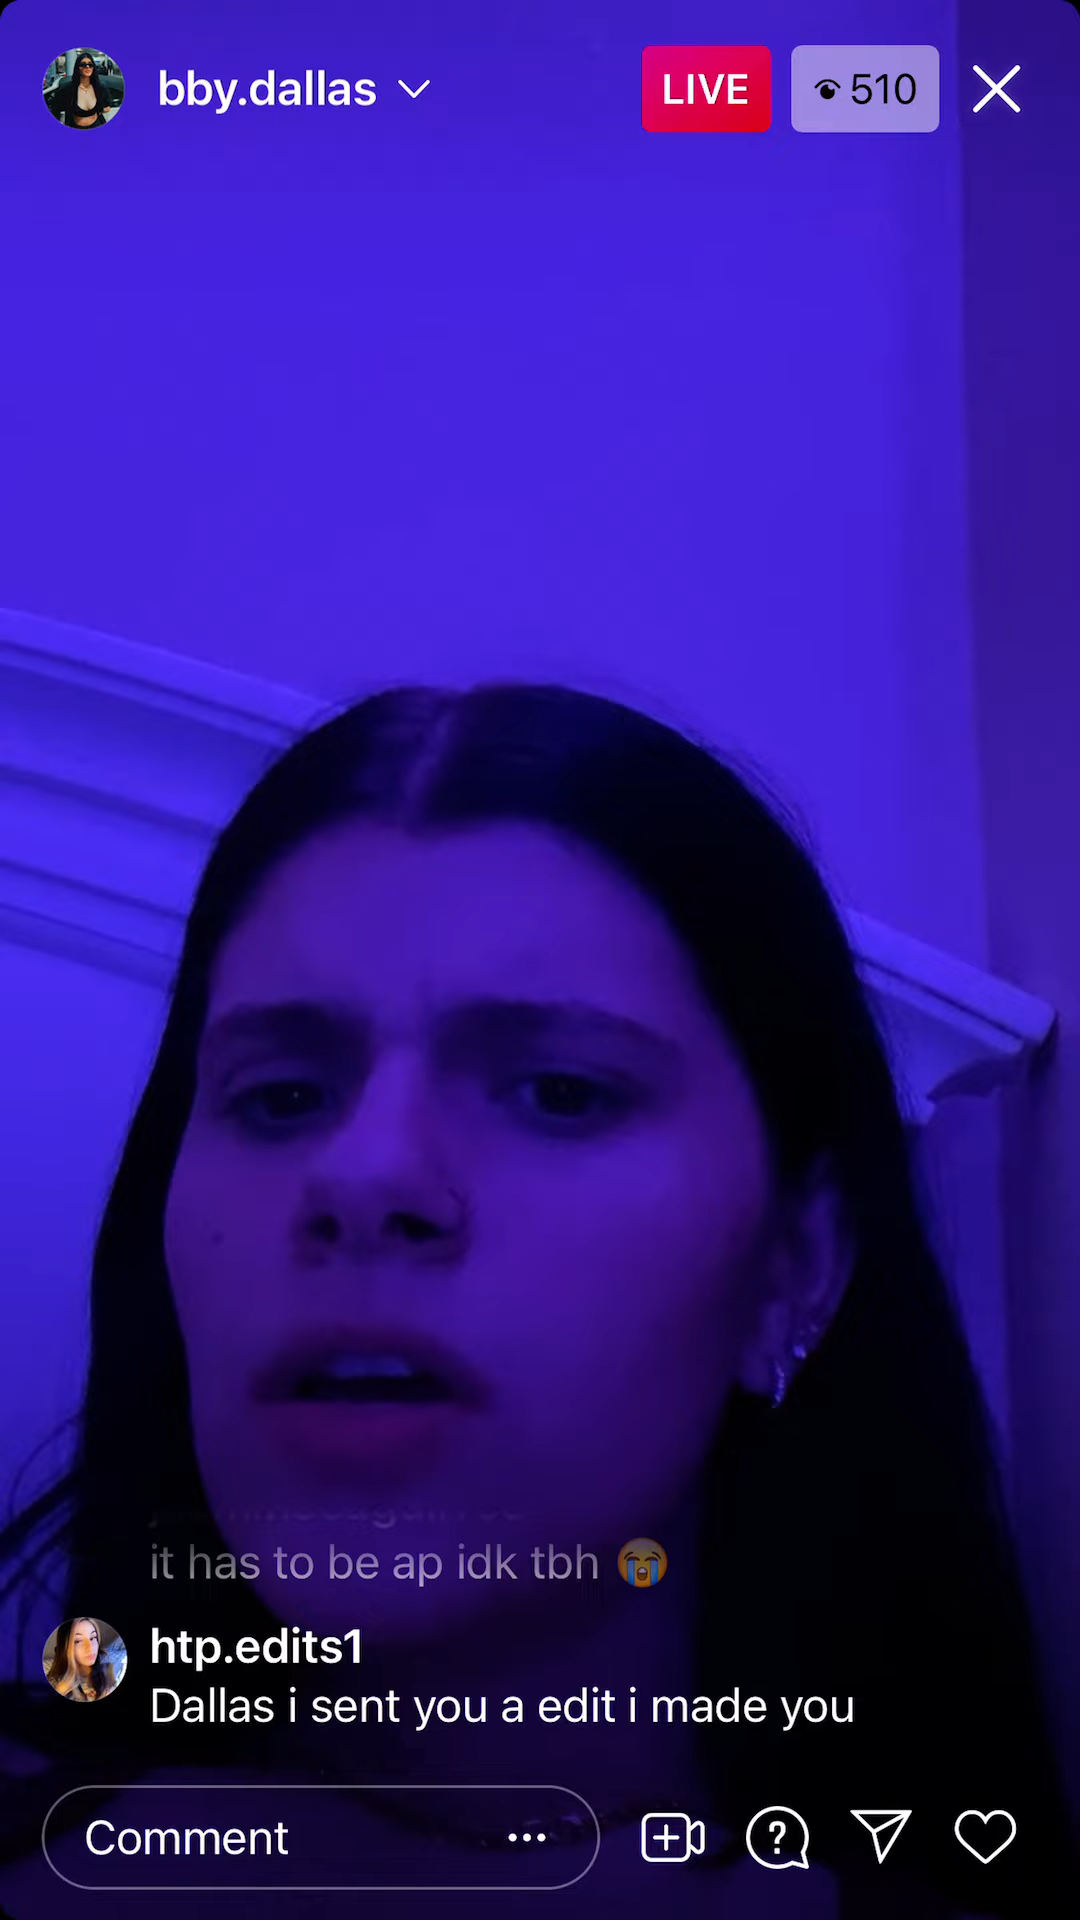 bby.dallas
LIVE
510
it has to be ap idk tbh 😭
htp.edits1
Dallas i sent you a edit i made you
Comment